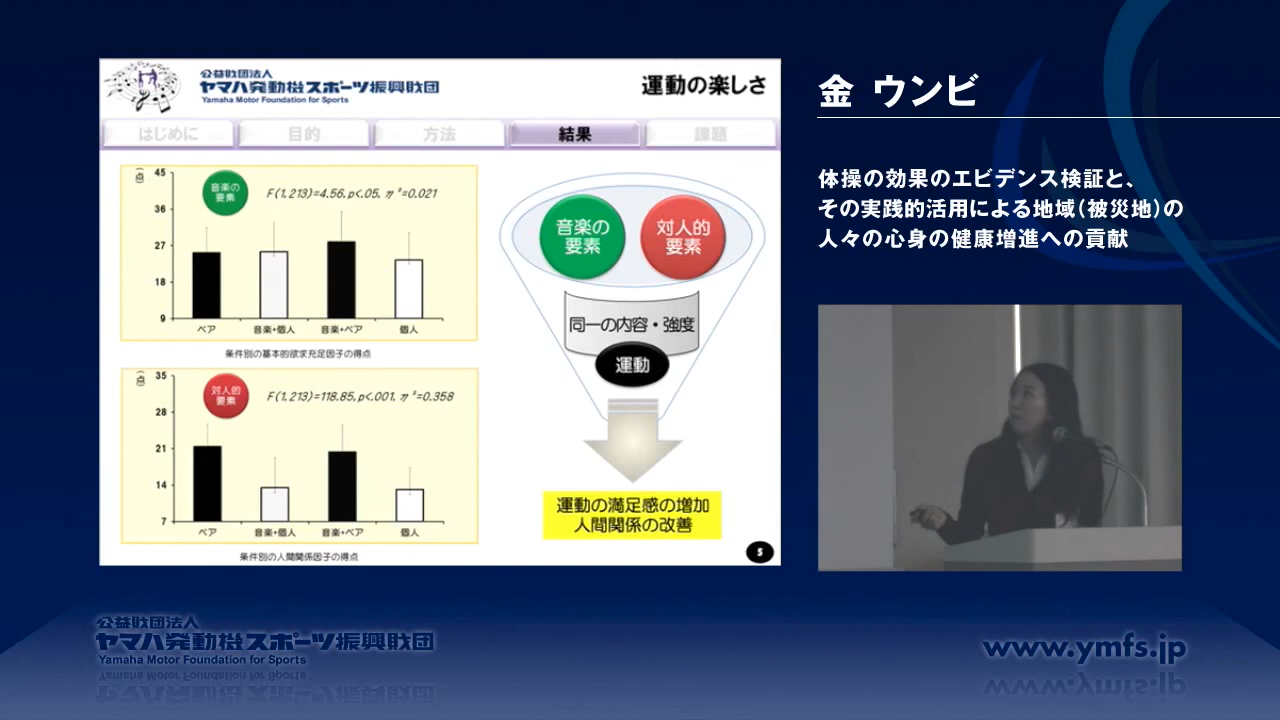 公益財団法人
ヤマハ発動機スポーツ振興財団
Yamaha Motor Foundation for Sports
運動の楽しさ
はじめに
目的
方法
結果
課題
(点)
45
36
27
18
9
音楽の
要素
F(1,213)=4.56, p<.05, η²=0.021
ペア
音楽+個人
音楽+ペア
個人
条件別の基本的欲求充足因子の得点
(点)
35
28
21
14
7
対人的
要素
F(1,213)=118.85, p<.001, η²=0.358
ペア
音楽+個人
音楽+ペア
個人
条件別の人間関係因子の得点
音楽の
要素
対人的
要素
同一の内容・強度
運動
運動の満足感の増加
人間関係の改善
5
金 ウンビ
体操の効果のエビデンス検証と、
その実践的活用による地域(被災地)の
人々の心身の健康増進への貢献
公益財団法人
ヤマハ発動機スポーツ振興財団
Yamaha Motor Foundation for Sports
www.ymfs.jp